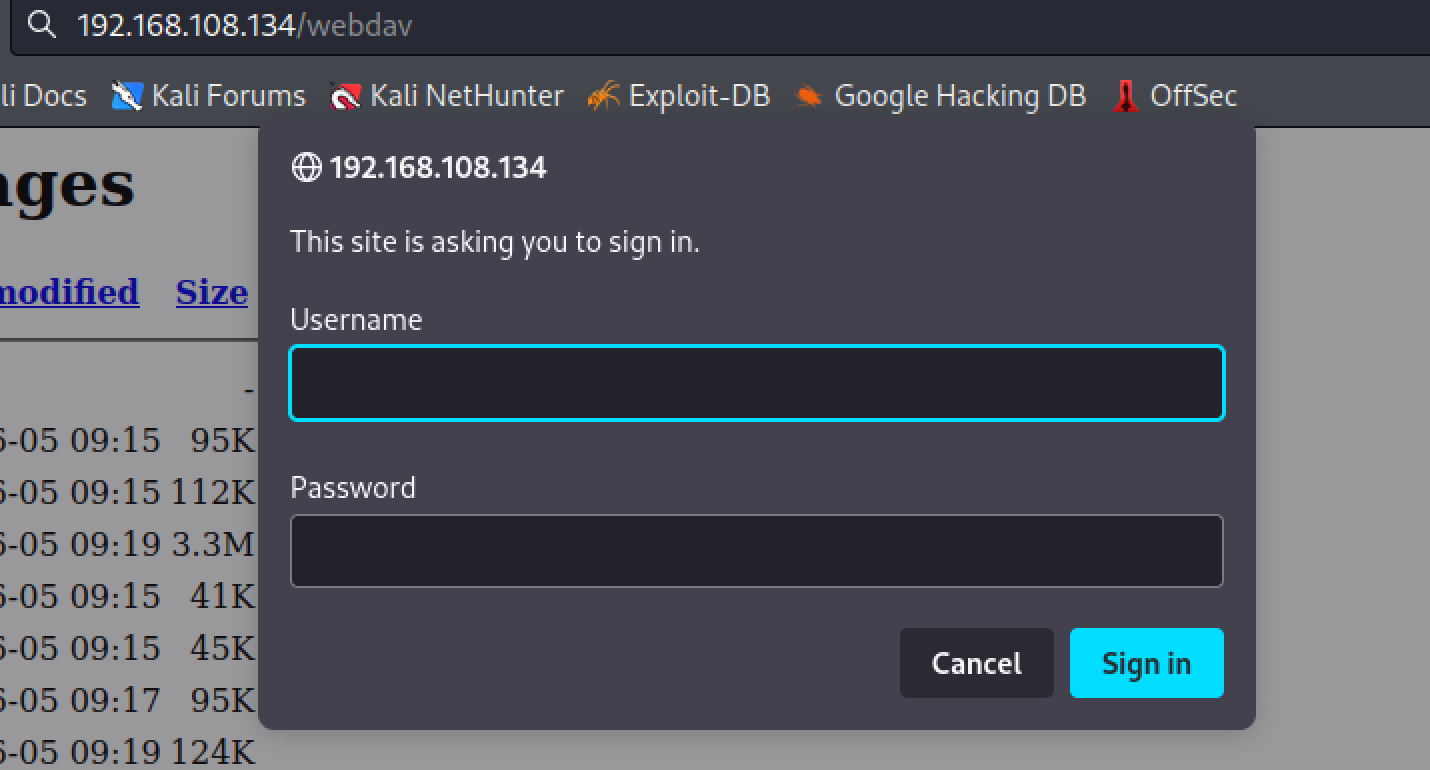 192.168.108.134/webdav
li Docs Kali Forums Kali NetHunter Exploit-DB Google Hacking DB OffSec
ages
modified Size
192.168.108.134
This site is asking you to sign in.
Username
Password
Cancel Sign in
-
6-05 09:15 95K
6-05 09:15 112K
6-05 09:19 3.3M
6-05 09:15 41K
6-05 09:15 45K
6-05 09:17 95K
6-05 09:19 124K